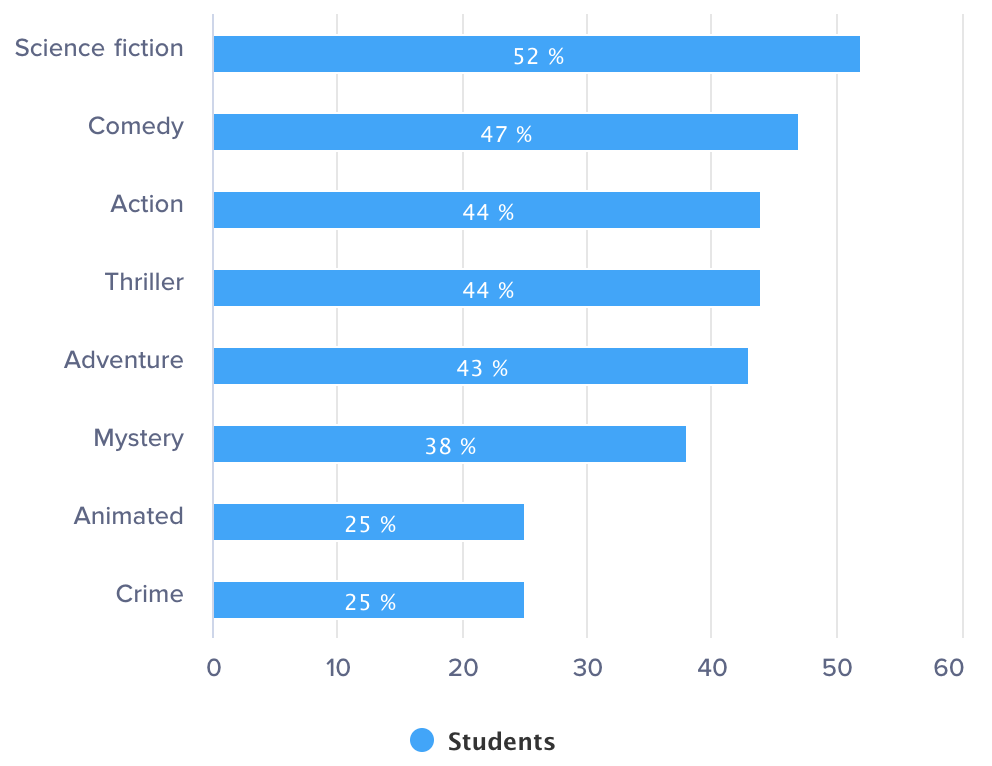 Science fiction 52 %
Comedy 47 %
Action 44 %
Thriller 44 %
Adventure 43 %
Mystery 38 %
Animated 25 %
Crime 25 %
0 10 20 30 40 50 60
Students